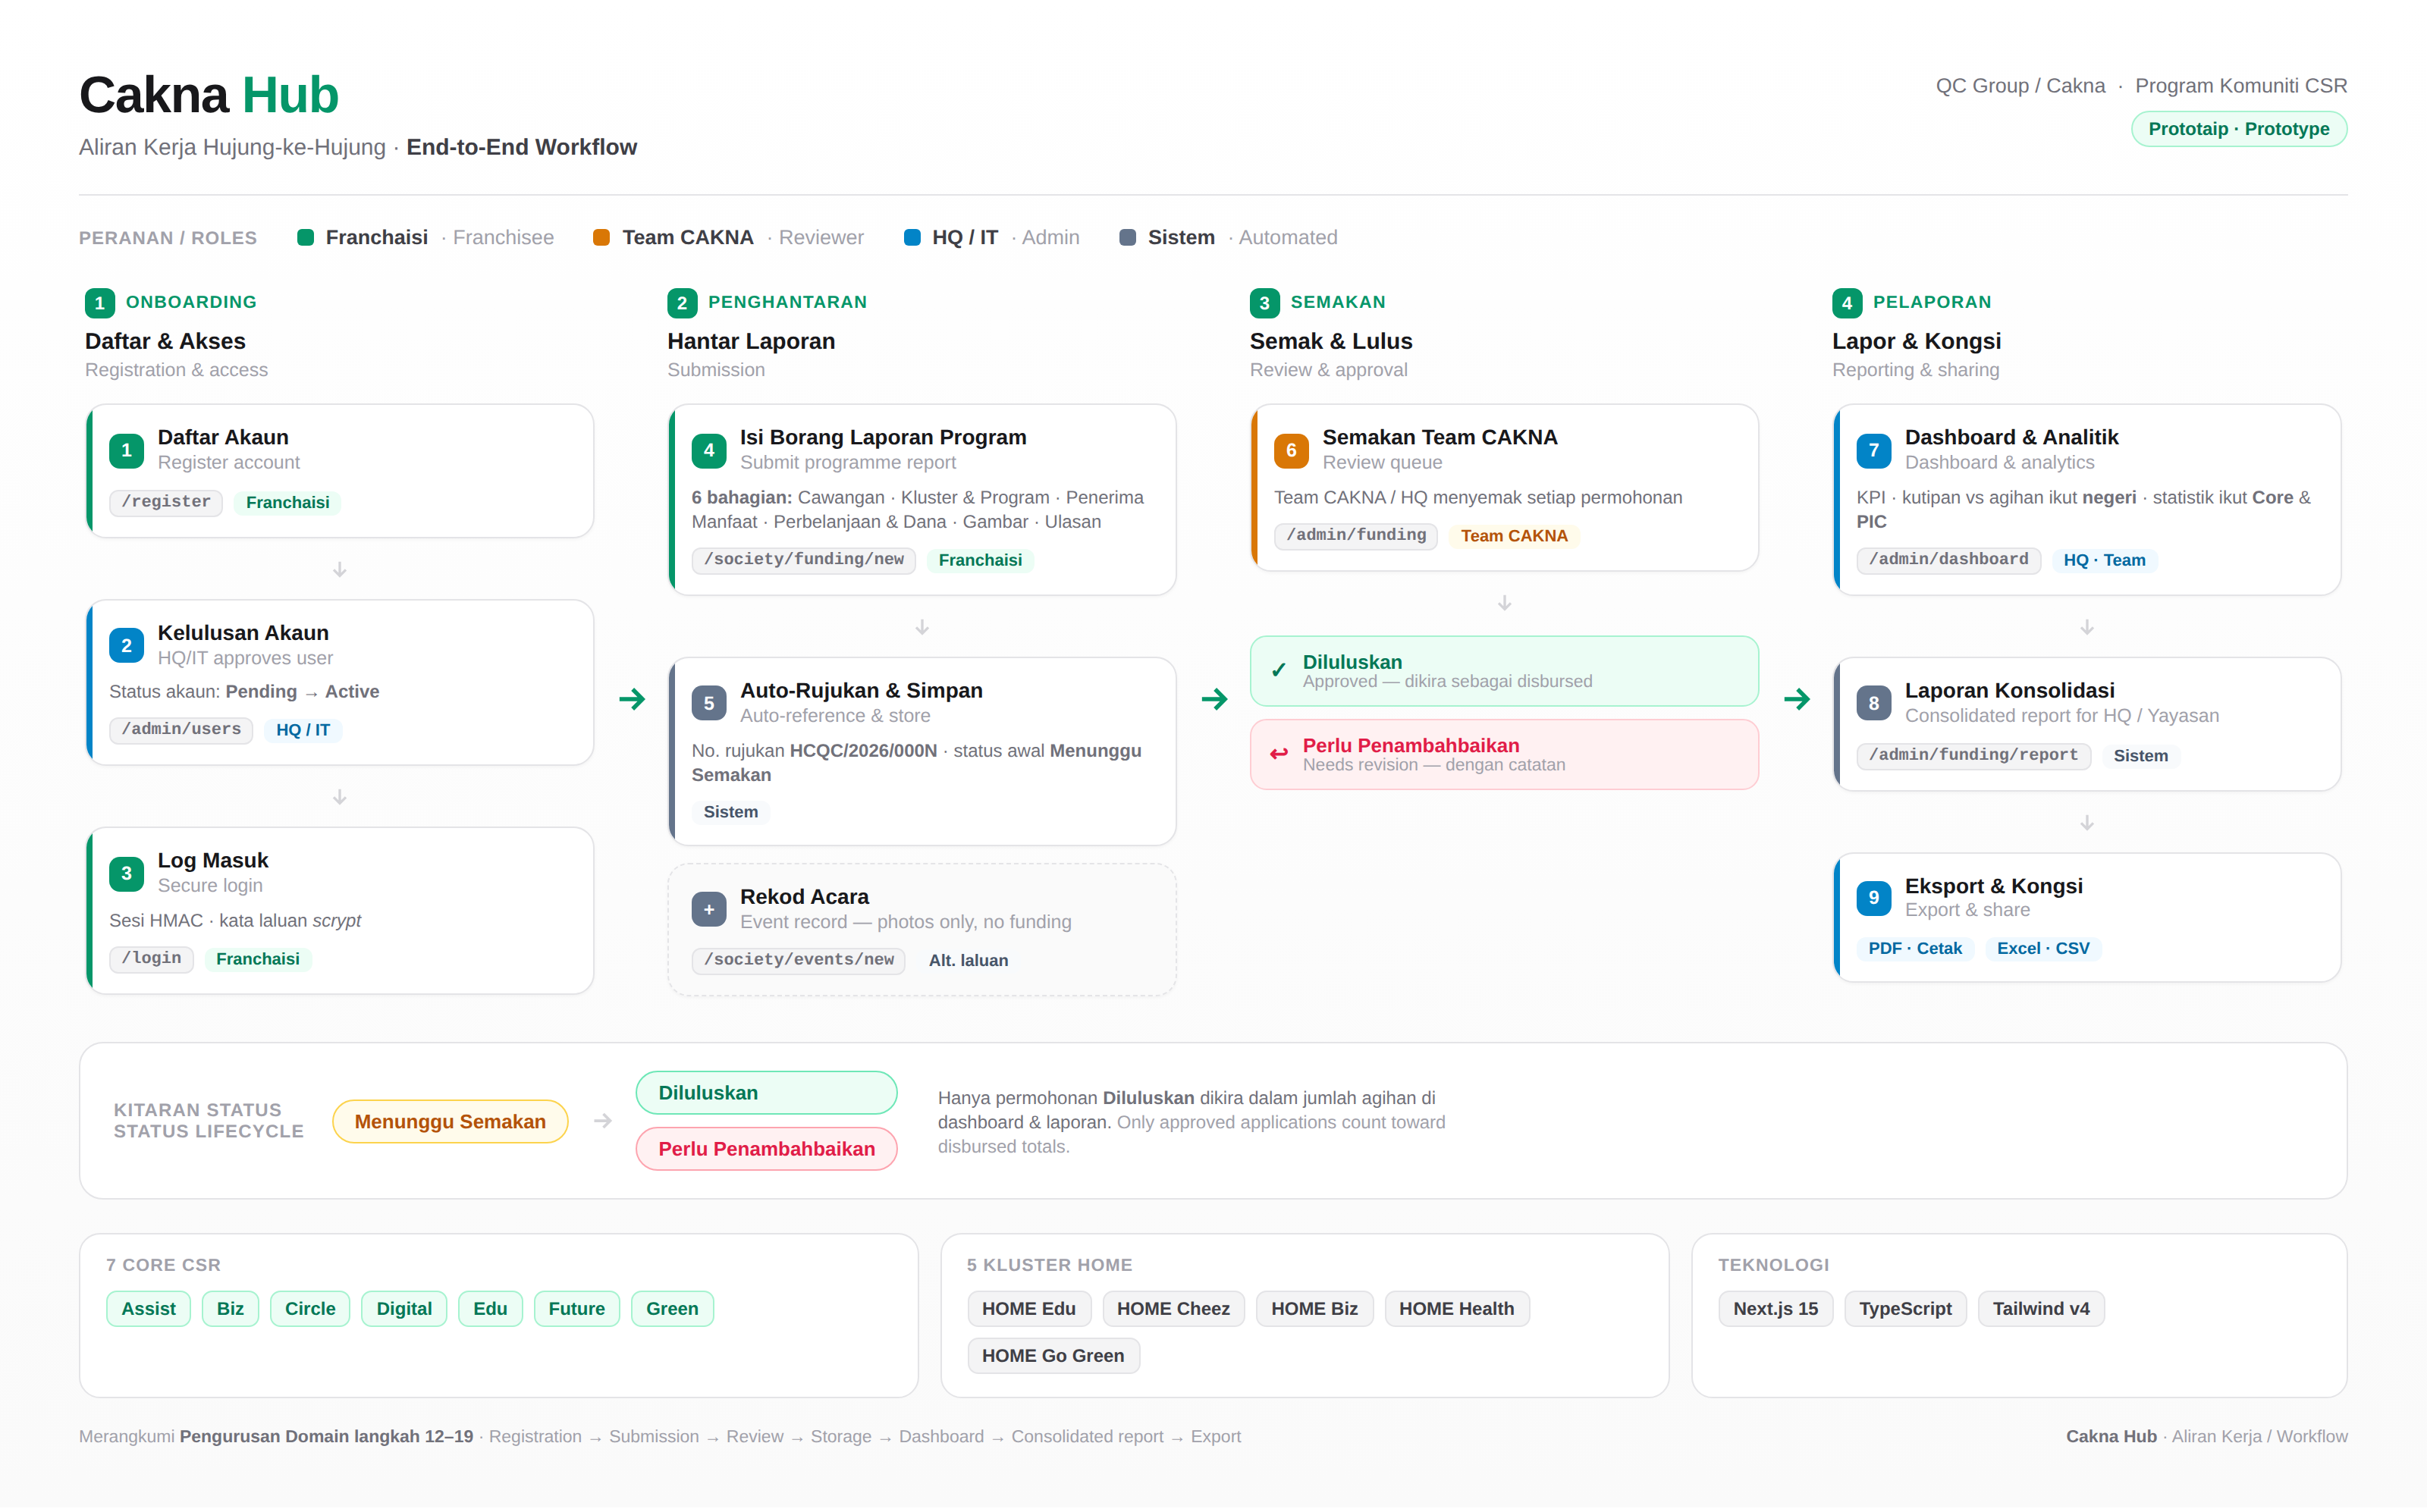 Cakna Hub
Aliran Kerja Hujung-ke-Hujung · End-to-End Workflow
QC Group / Cakna · Program Komuniti CSR
Prototaip · Prototype
PERANAN / ROLES
Franchaisi · Franchisee
Team CAKNA · Reviewer
HQ / IT · Admin
Sistem · Automated
1 ONBOARDING
Daftar & Akses
Registration & access
1
Daftar Akaun
Register account
/register
Franchaisi
↓
2
Kelulusan Akaun
HQ/IT approves user
Status akaun: Pending → Active
/admin/users
HQ / IT
↓
3
Log Masuk
Secure login
Sesi HMAC · kata laluan scrypt
/login
Franchaisi
→
2 PENGHANTARAN
Hantar Laporan
Submission
4
Isi Borang Laporan Program
Submit programme report
6 bahagian: Cawangan · Kluster & Program · Penerima
Manfaat · Perbelanjaan & Dana · Gambar · Ulasan
/society/funding/new
Franchaisi
↓
5
Auto-Rujukan & Simpan
Auto-reference & store
No. rujukan HCQC/2026/000N · status awal Menunggu
Semakan
Sistem
+
Rekod Acara
Event record — photos only, no funding
/society/events/new
Alt. laluan
→
3 SEMAKAN
Semak & Lulus
Review & approval
6
Semakan Team CAKNA
Review queue
Team CAKNA / HQ menyemak setiap permohonan
/admin/funding
Team CAKNA
↓
✓
Diluluskan
Approved — dikira sebagai disbursed
↩
Perlu Penambahbaikan
Needs revision — dengan catatan
→
4 PELAPORAN
Lapor & Kongsi
Reporting & sharing
7
Dashboard & Analitik
Dashboard & analytics
KPI · kutipan vs agihan ikut negeri · statistik ikut Core &
PIC
/admin/dashboard
HQ · Team
↓
8
Laporan Konsolidasi
Consolidated report for HQ / Yayasan
/admin/funding/report
Sistem
↓
9
Eksport & Kongsi
Export & share
PDF · Cetak
Excel · CSV
KITARAN STATUS
STATUS LIFECYCLE
Menunggu Semakan
→
Diluluskan
Perlu Penambahbaikan
Hanya permohonan Diluluskan dikira dalam jumlah agihan di
dashboard & laporan. Only approved applications count toward
disbursed totals.
7 CORE CSR
Assist
Biz
Circle
Digital
Edu
Future
Green
5 KLUSTER HOME
HOME Edu
HOME Cheez
HOME Biz
HOME Health
HOME Go Green
TEKNOLOGI
Next.js 15
TypeScript
Tailwind v4
Merangkumi Pengurusan Domain langkah 12–19 · Registration → Submission → Review → Storage → Dashboard → Consolidated report → Export
Cakna Hub · Aliran Kerja / Workflow